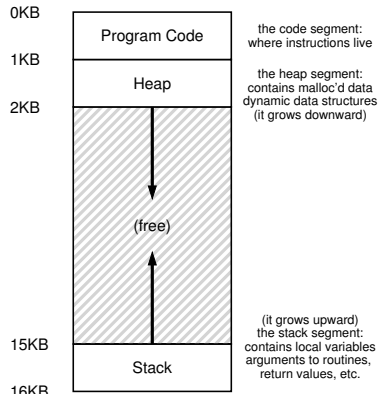 0KB
Program Code
the code segment:
where instructions live
1KB
Heap
the heap segment:
contains malloc'd data
dynamic data structures
(it grows downward)
2KB
(free)
(it grows upward)
the stack segment:
contains local variables
arguments to routines,
return values, etc.
15KB
Stack
16KB